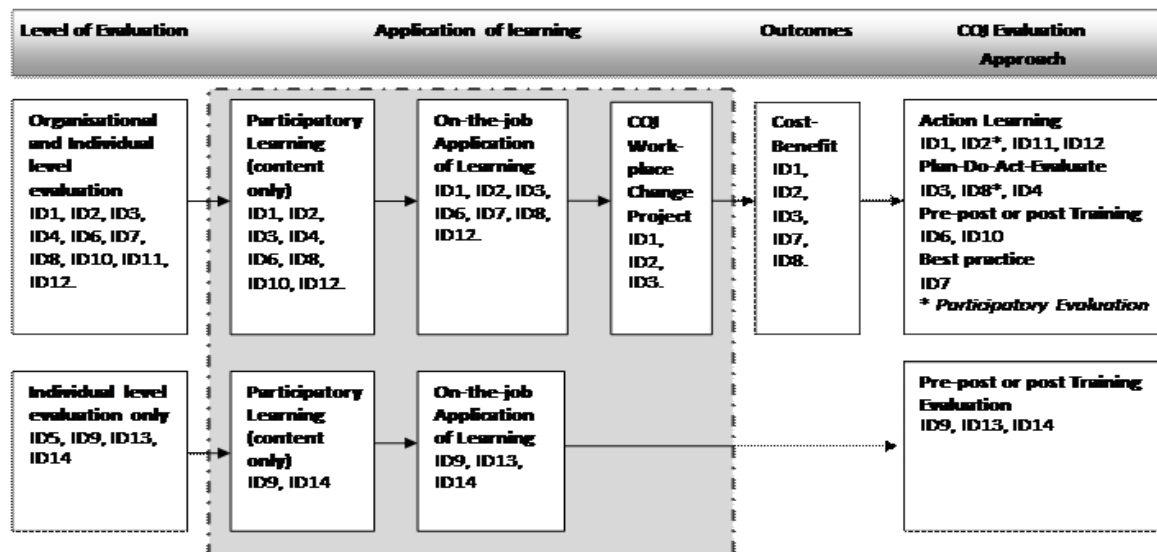 Level of Evaluation
Application of learning
Outcomes
CQI Evaluation
Approach
Organisational
and Individual
level
evaluation
ID1, ID2, ID3,
ID4, ID6, ID7,
ID8, ID10, ID11,
ID12.
Participatory
Learning
(content
only)
ID1, ID2,
ID3, ID4,
ID6, ID8,
ID10, ID12.
On-the-job
Application
of Learning
ID1, ID2, ID3,
ID6, ID7, ID8,
ID12.
CQI
Work-
place
Change
Project
ID1,
ID2,
ID3.
Cost-
Benefit
ID1,
ID2,
ID3,
ID7,
ID8.
Action Learning
ID1, ID2*, ID11, ID12
Plan-Do-Act-Evaluate
ID3, ID8*, ID4
Pre-post or post Training
ID6, ID10
Best practice
ID7
* Participatory Evaluation
Individual level
evaluation only
ID5, ID9, ID13,
ID14
Participatory
Learning
(content
only)
ID9, ID14
On-the-job
Application
of Learning
ID9, ID13,
ID14
Pre-post or post Training
Evaluation
ID9, ID13, ID14